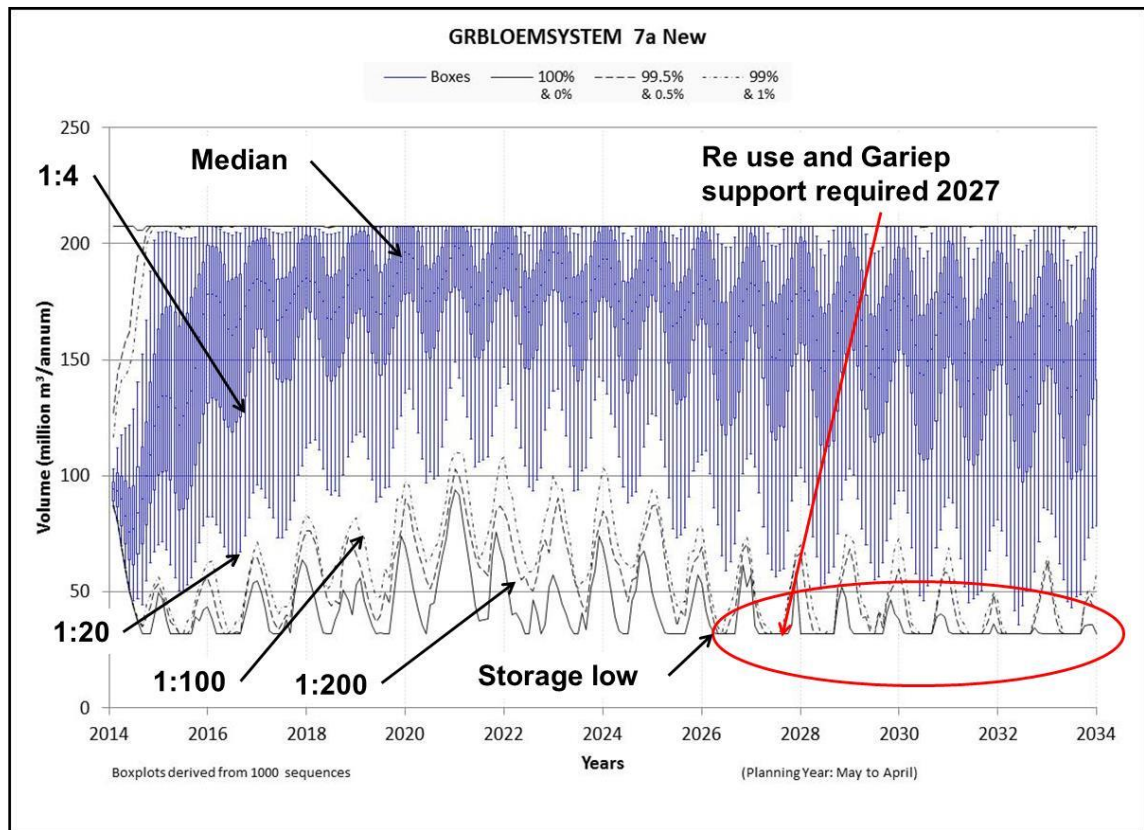 GRBLOEMSYSTEM 7a New
Boxes
100%
& 0%
99.5%
& 0.5%
99%
& 1%
250
200
150
100
50
0
Volume (million m³/annum)
1:4
Median
Re use and Gariep
support required 2027
1:20
1:100
1:200
Storage low
2014 2016 2018 2020 2022 2024 2026 2028 2030 2032 2034
Years
Boxplots derived from 1000 sequences
(Planning Year: May to April)